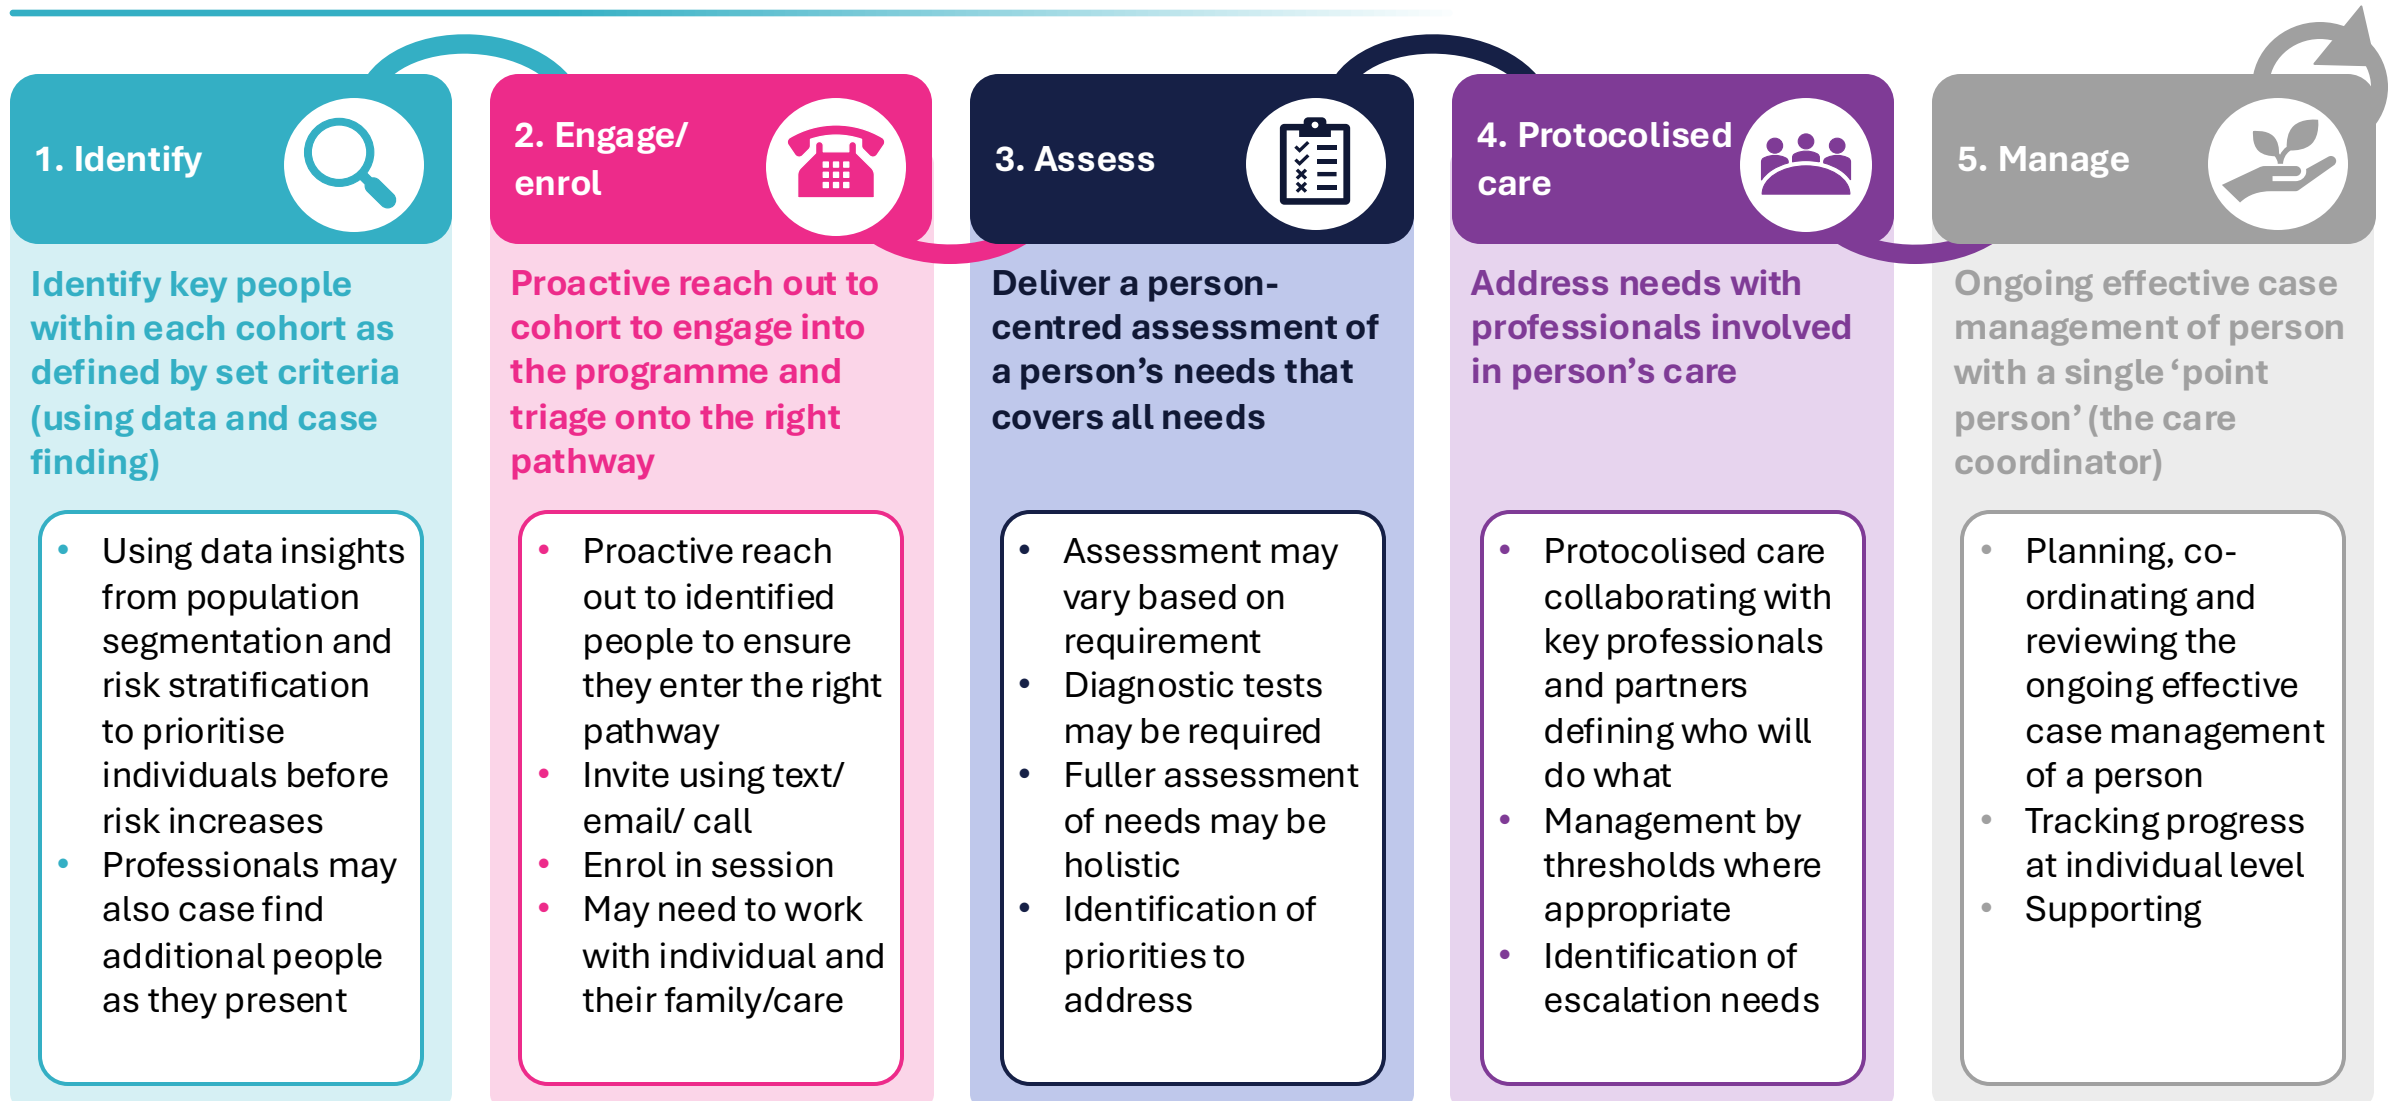 1. Identify
Identify key people
within each cohort as
defined by set criteria
(using data and case
finding)
• Using data insights
from population
segmentation and
risk stratification
to prioritise
individuals before
risk increases
• Professionals may
also case find
additional people
as they present
2. Engage/
enrol
Proactive reach out to
cohort to engage into
the programme and
triage onto the right
pathway
• Proactive reach
out to identified
people to ensure
they enter the right
pathway
• Invite using text/
email/ call
• Enrol in session
• May need to work
with individual and
their family/care
3. Assess
Deliver a person-
centred assessment of
a person’s needs that
covers all needs
• Assessment may
vary based on
requirement
• Diagnostic tests
may be required
• Fuller assessment
of needs may be
holistic
• Identification of
priorities to
address
4. Protocolised
care
Address needs with
professionals involved
in person’s care
• Protocolised care
collaborating with
key professionals
and partners
defining who will
do what
• Management by
thresholds where
appropriate
• Identification of
escalation needs
5. Manage
Ongoing effective case
management of person
with a single ‘point
person’ (the care
coordinator)
• Planning, co-
ordinating and
reviewing the
ongoing effective
case management
of a person
• Tracking progress
at individual level
• Supporting